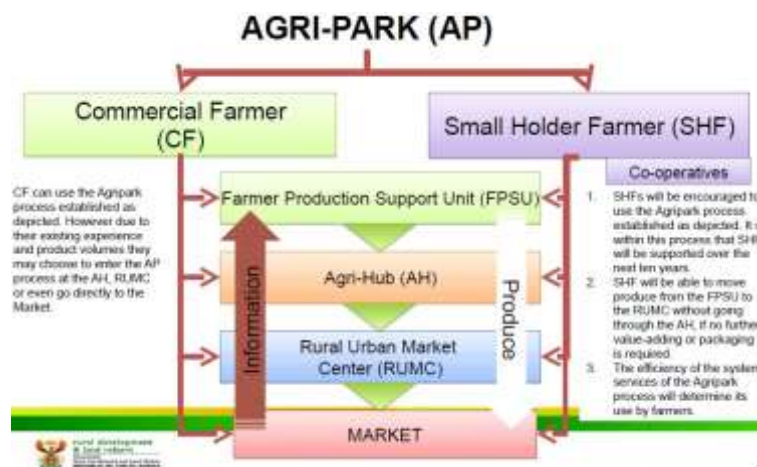 AGRI-PARK (AP)
Commercial Farmer
(CF)
Small Holder Farmer (SHF)
CF can use the Agripark
process established as
depicted. However due to
their existing experience
and product volumes they
may choose to enter the AP
process at the AH, RUMC
or even go directly to the
Market.
Farmer Production Support Unit (FPSU)
Agri-Hub (AH)
Rural Urban Market
Center (RUMC)
MARKET
Information
Produce
Co-operatives
1. SHFs will be encouraged to
use the Agripark process
established as depicted. It
within this process that SHF
will be supported over the
next ten years.
2. SHF will be able to move
produce from the FPSU to
the RUMC without going
through the AH, if no further
value-adding or packaging
is required.
3. The efficiency of the system
services of the Agripark
process will determine its
use by farmers.
rural development
& land reform